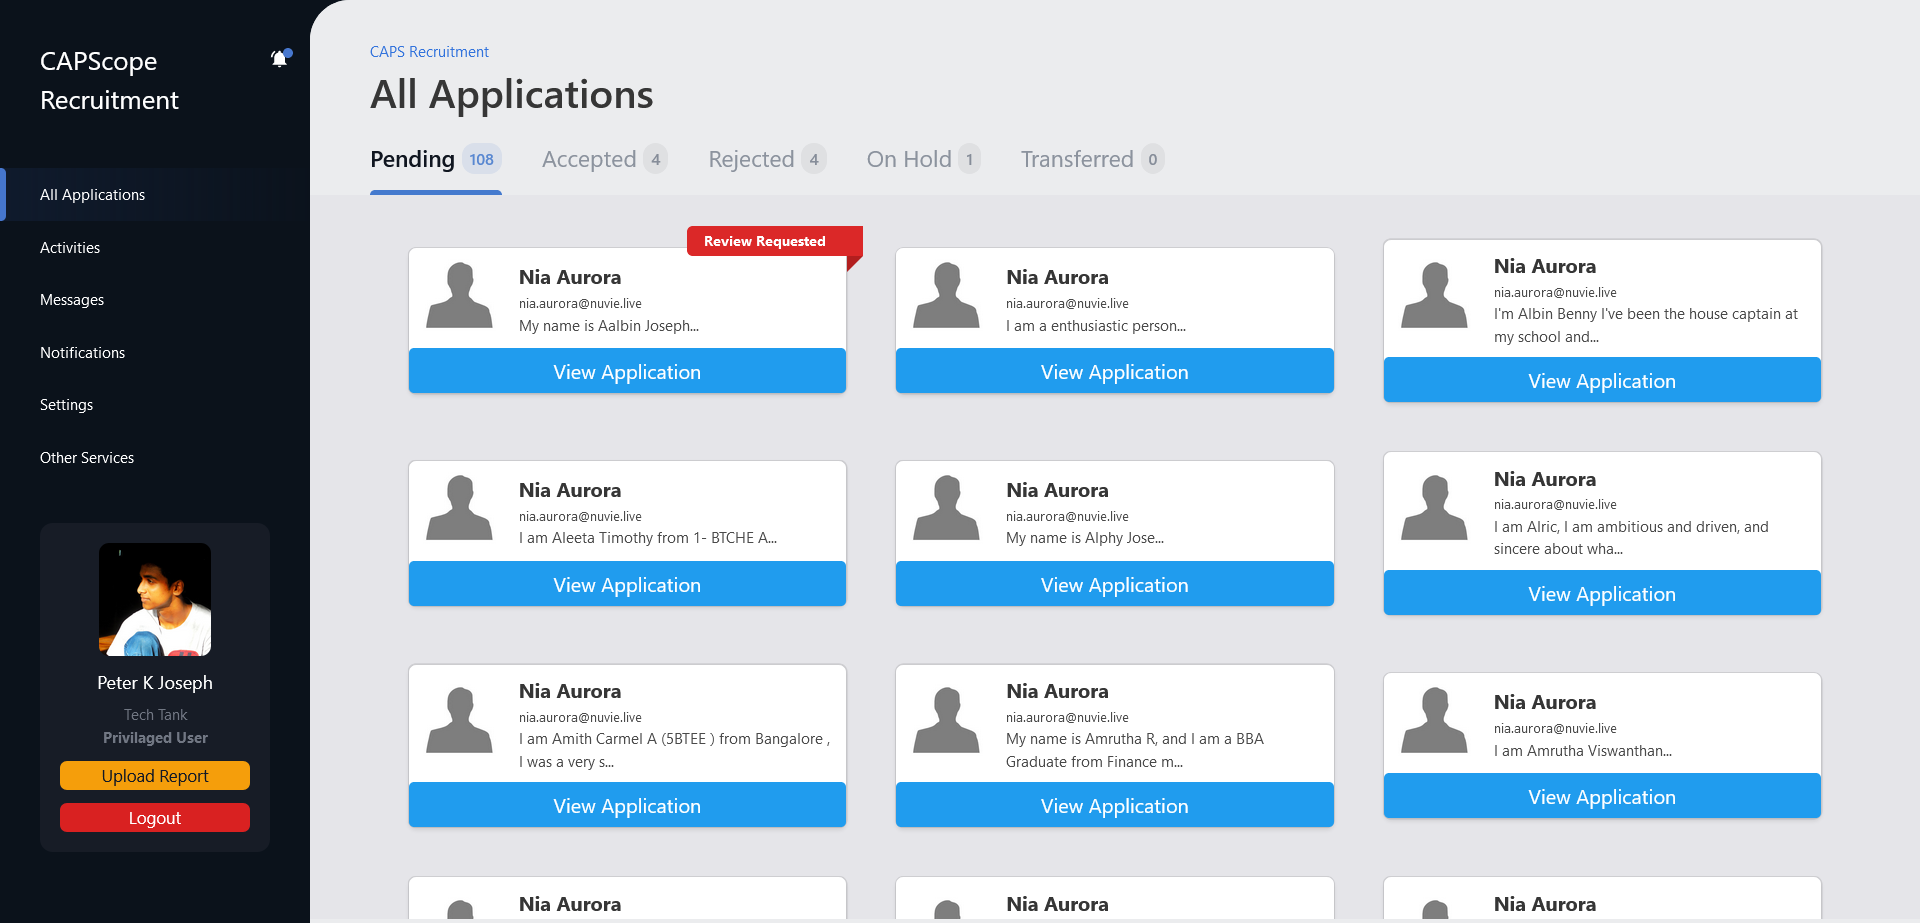 CAPScope
Recruitment
All Applications
Activities
Messages
Notifications
Settings
Other Services
Peter K Joseph
Tech Tank
Privilaged User
Upload Report
Logout
CAPS Recruitment
All Applications
Pending 108 Accepted 4 Rejected 4 On Hold 1 Transferred 0
Review Requested
Nia Aurora
nia.aurora@nuvie.live
My name is Aalbin Joseph...
View Application
Nia Aurora
nia.aurora@nuvie.live
I am a enthusiastic person...
View Application
Nia Aurora
nia.aurora@nuvie.live
I'm Albin Benny I've been the house captain at
my school and...
View Application
Nia Aurora
nia.aurora@nuvie.live
I am Aleeta Timothy from 1- BTCHE A...
View Application
Nia Aurora
nia.aurora@nuvie.live
My name is Alphy Jose...
View Application
Nia Aurora
nia.aurora@nuvie.live
I am Alric, I am ambitious and driven, and
sincere about wha...
View Application
Nia Aurora
nia.aurora@nuvie.live
I am Amith Carmel A (5BTEE ) from Bangalore ,
I was a very s...
View Application
Nia Aurora
nia.aurora@nuvie.live
My name is Amrutha R, and I am a BBA
Graduate from Finance m...
View Application
Nia Aurora
nia.aurora@nuvie.live
I am Amrutha Viswanthan...
View Application
Nia Aurora
Nia Aurora
Nia Aurora